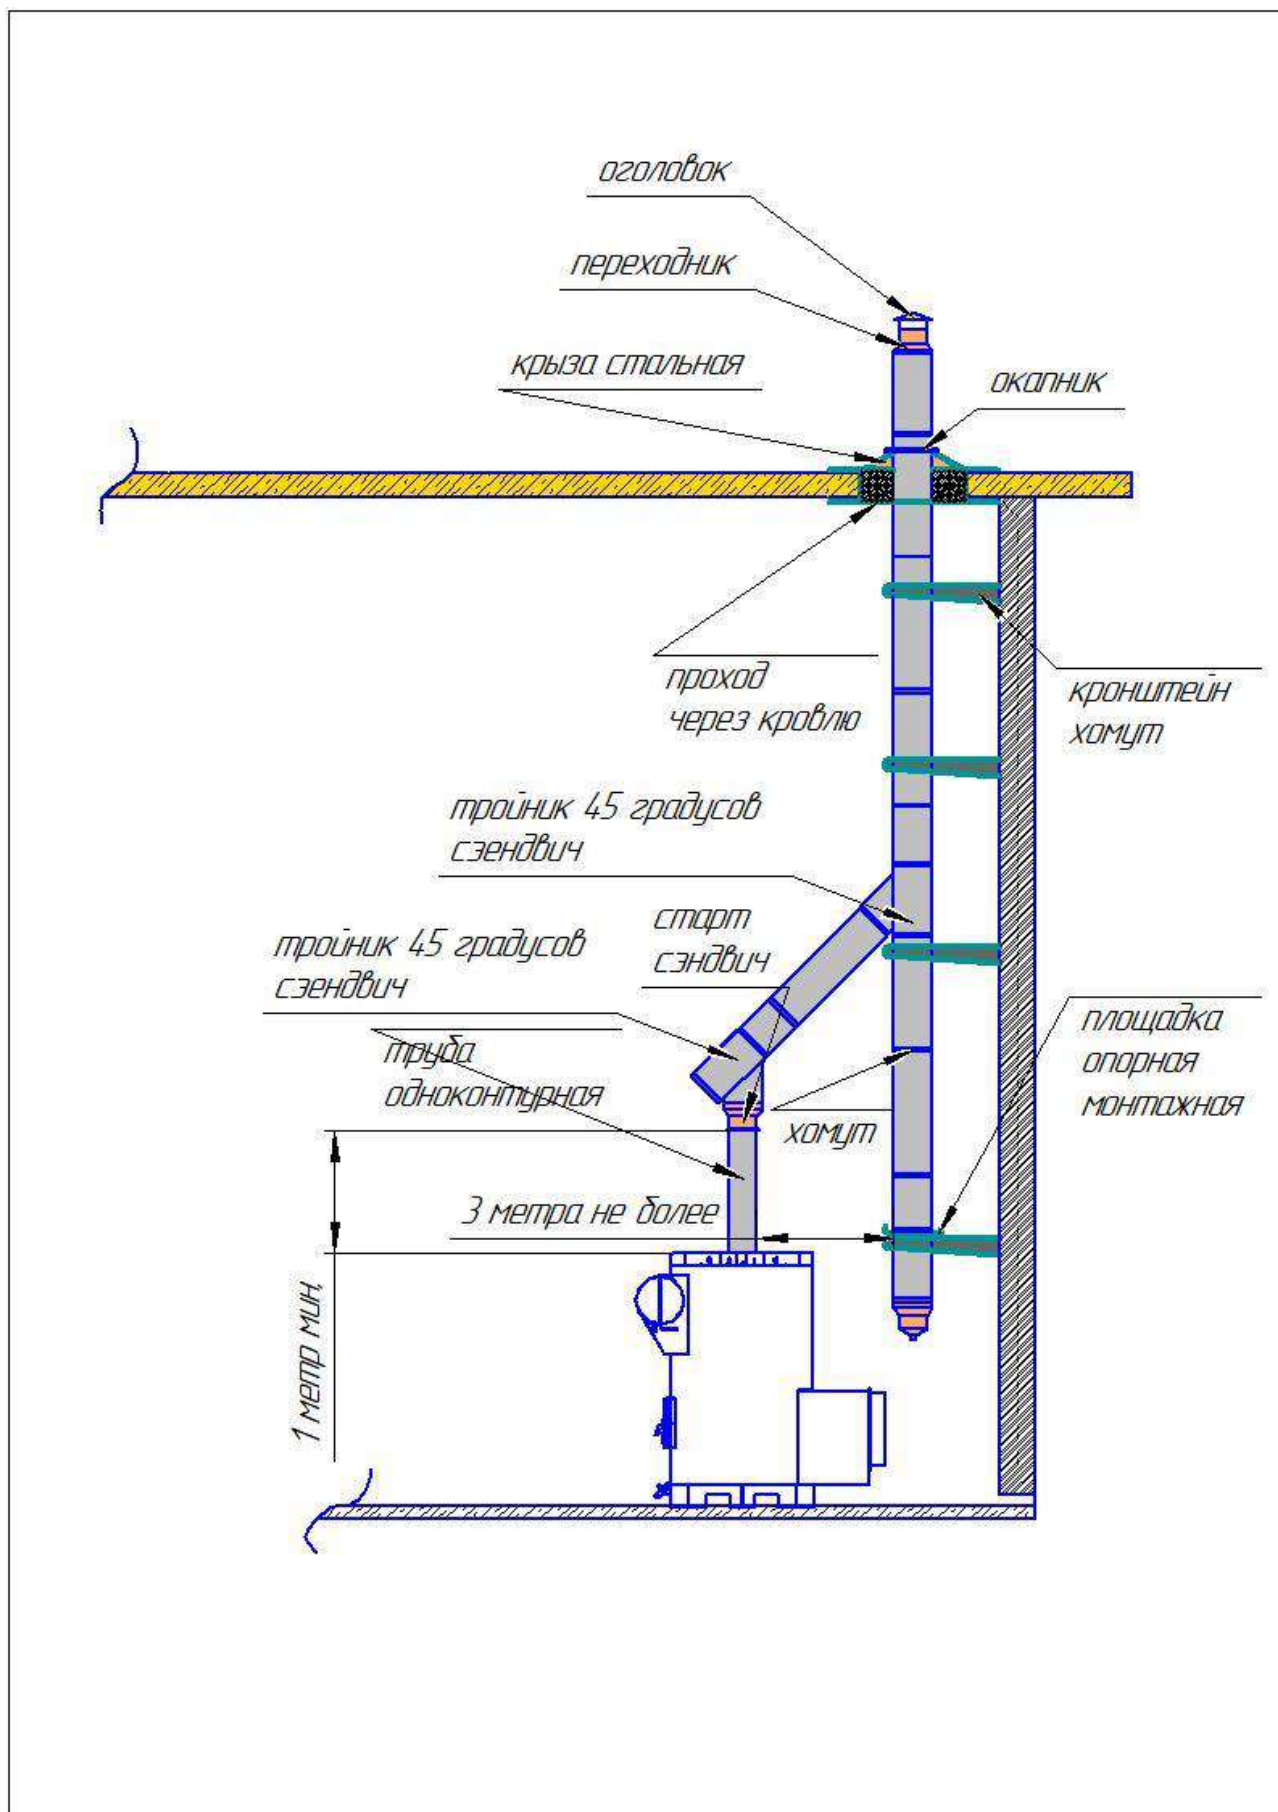 оголовок
переходник
крыза стальная
окапник
проход
через кровлю
кронштейн
хомут
тройник 45 градусов
сэендвич
старт
сэндвич
тройник 45 градусов
сэендвич
площадка
опорная
монтажная
труба
одноконтурная
хомут
3 метра не более
1 метр мин.